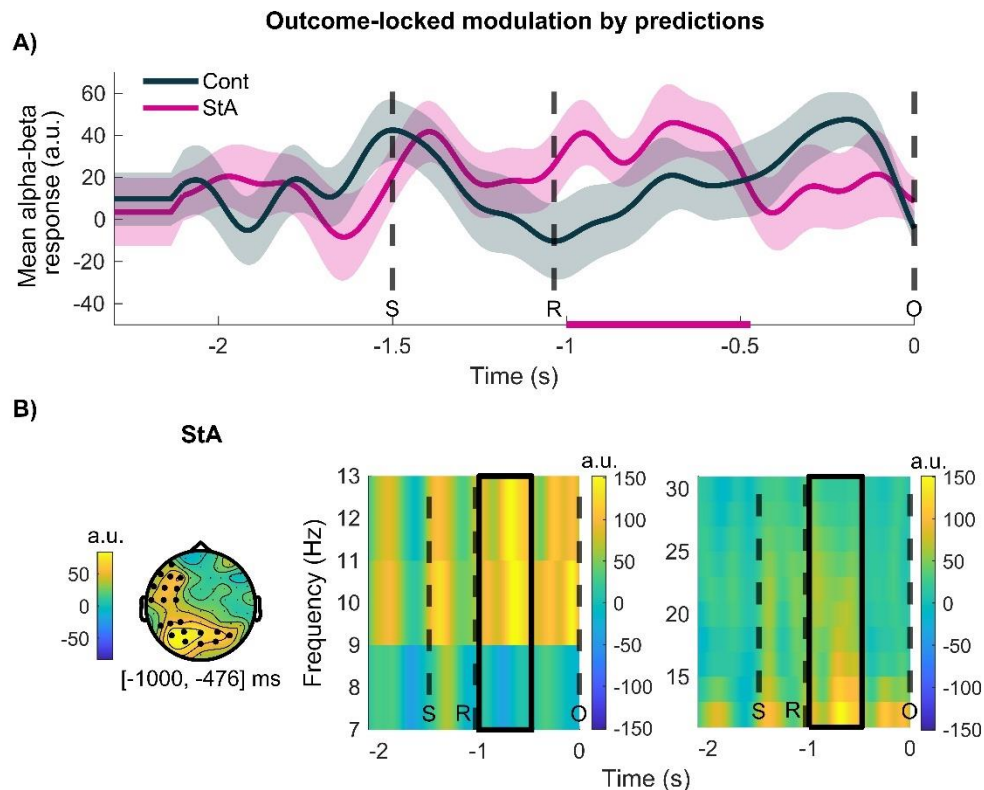 Outcome-locked modulation by predictions
A)
Cont
StA
Mean alpha-beta
response (a.u.)
60
40
20
0
-20
-40
S
R
O
-2
-1.5
-1
-0.5
0
Time (s)
B)
StA
a.u.
50
0
-50
[-1000, -476] ms
Frequency (Hz)
13
12
11
10
9
8
7
S
R
O
-2
-1
0
a.u.
150
100
50
0
-50
-100
-150
30
25
20
15
S
R
O
-2
-1
0
a.u.
150
100
50
0
-50
-100
-150
Time (s)